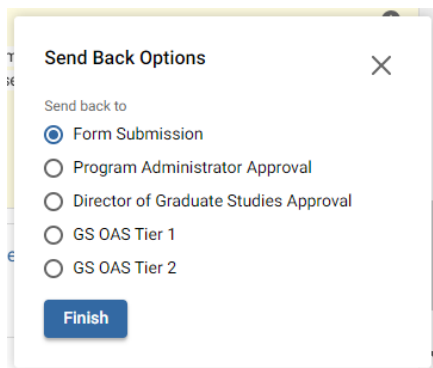 Send Back Options
Send back to
Form Submission
Program Administrator Approval
Director of Graduate Studies Approval
GS OAS Tier 1
GS OAS Tier 2
Finish